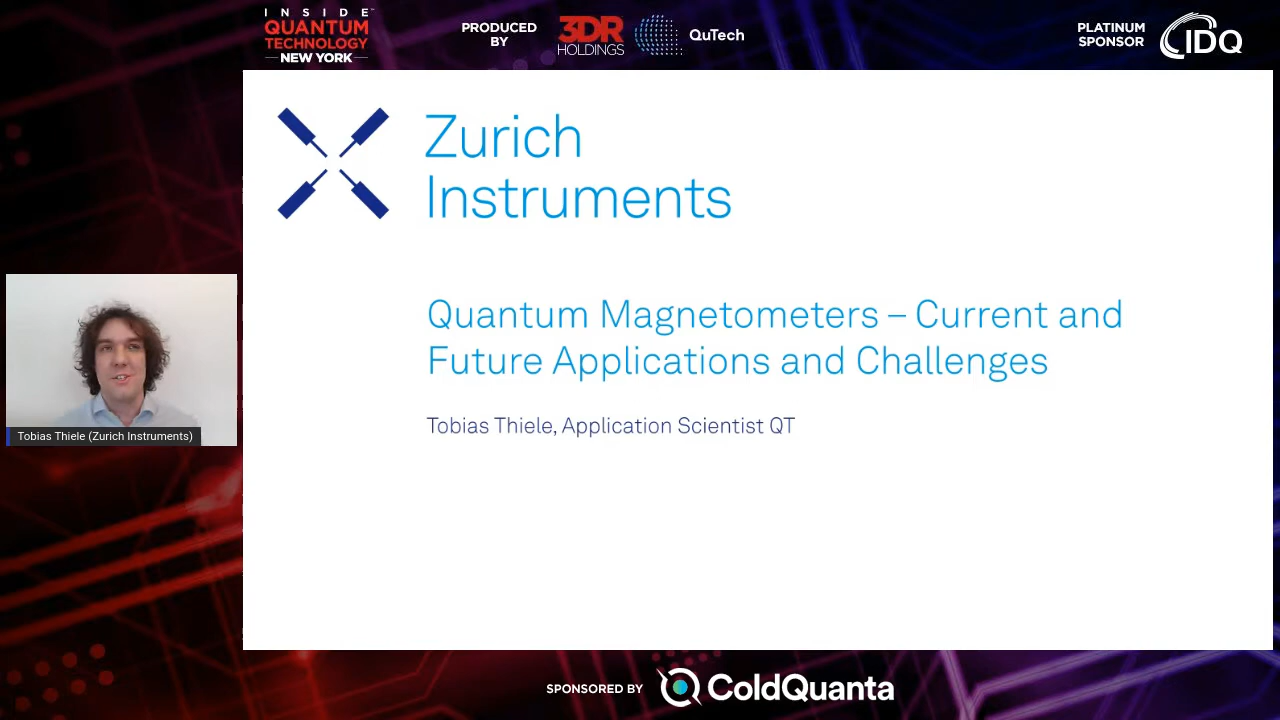 INSIDE™
QUANTUM
TECHNOLOGY
NEW YORK
PRODUCED
BY
3DR
HOLDINGS
QuTech
PLATINUM
SPONSOR
IDQ
Zurich
Instruments
Quantum Magnetometers – Current and
Future Applications and Challenges
Tobias Thiele, Application Scientist QT
Tobias Thiele (Zurich Instruments)
SPONSORED BY
ColdQuanta